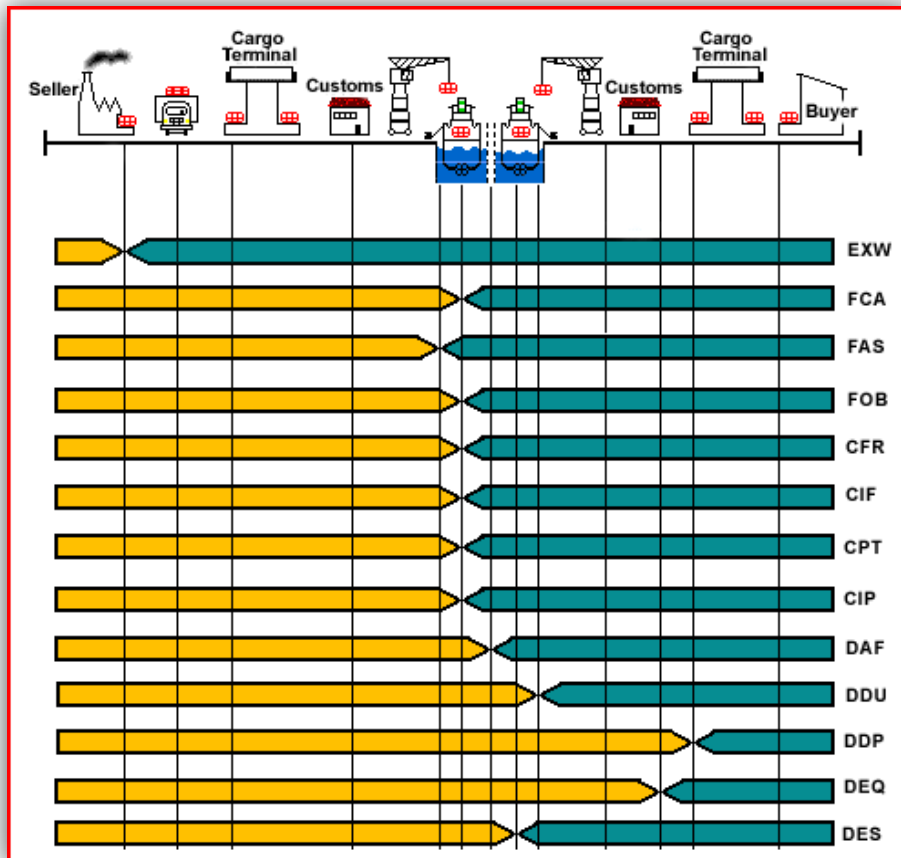 Seller
Cargo
Terminal
Customs
Customs
Cargo
Terminal
Buyer
EXW
FCA
FAS
FOB
CFR
CIF
CPT
CIP
DAF
DDU
DDP
DEQ
DES